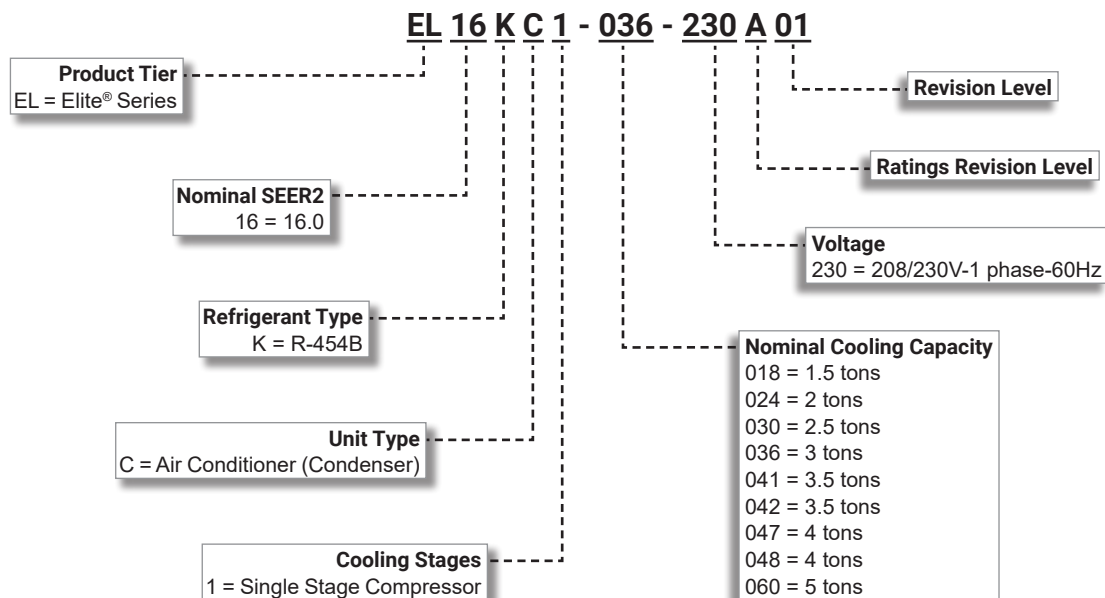 EL 16 K C 1 - 036 - 230 A 01
Product Tier
EL = Elite® Series
Revision Level
Ratings Revision Level
Nominal SEER2
16 = 16.0
Voltage
230 = 208/230V-1 phase-60Hz
Refrigerant Type
K = R-454B
Nominal Cooling Capacity
018 = 1.5 tons
024 = 2 tons
030 = 2.5 tons
036 = 3 tons
041 = 3.5 tons
042 = 3.5 tons
047 = 4 tons
048 = 4 tons
060 = 5 tons
Unit Type
C = Air Conditioner (Condenser)
Cooling Stages
1 = Single Stage Compressor